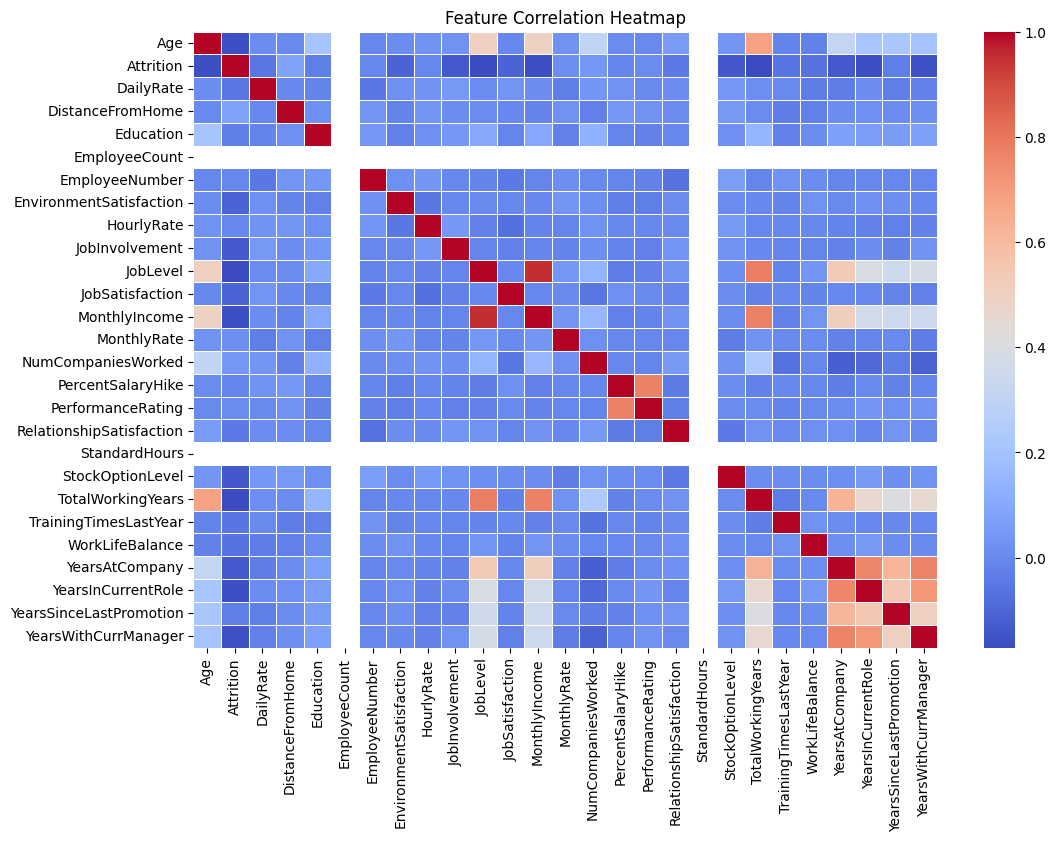 Feature Correlation Heatmap
Age
Attrition
DailyRate
DistanceFromHome
Education
EmployeeCount
EmployeeNumber
EnvironmentSatisfaction
HourlyRate
JobInvolvement
JobLevel
JobSatisfaction
MonthlyIncome
MonthlyRate
NumCompaniesWorked
PercentSalaryHike
PerformanceRating
RelationshipSatisfaction
StandardHours
StockOptionLevel
TotalWorkingYears
TrainingTimesLastYear
WorkLifeBalance
YearsAtCompany
YearsInCurrentRole
YearsSinceLastPromotion
YearsWithCurrManager
Age
Attrition
DailyRate
DistanceFromHome
Education
EmployeeCount
EmployeeNumber
EnvironmentSatisfaction
HourlyRate
JobInvolvement
JobLevel
JobSatisfaction
MonthlyIncome
MonthlyRate
NumCompaniesWorked
PercentSalaryHike
PerformanceRating
RelationshipSatisfaction
StandardHours
StockOptionLevel
TotalWorkingYears
TrainingTimesLastYear
WorkLifeBalance
YearsAtCompany
YearsInCurrentRole
YearsSinceLastPromotion
YearsWithCurrManager
1.0
0.8
0.6
0.4
0.2
0.0